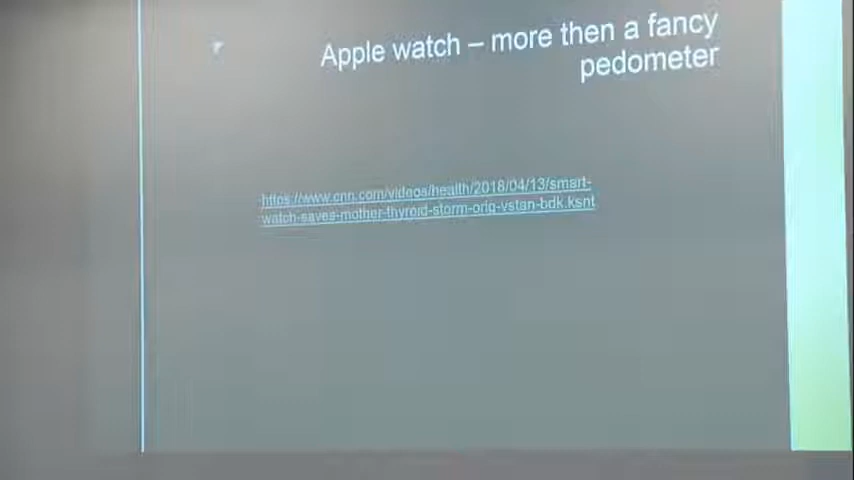 Apple watch – more then a fancy
pedometer
https://www.cnn.com/videos/health/2018/04/13/smart-
watch-saves-mother-thyroid-storm-orig-vstan-bdk.ksnt